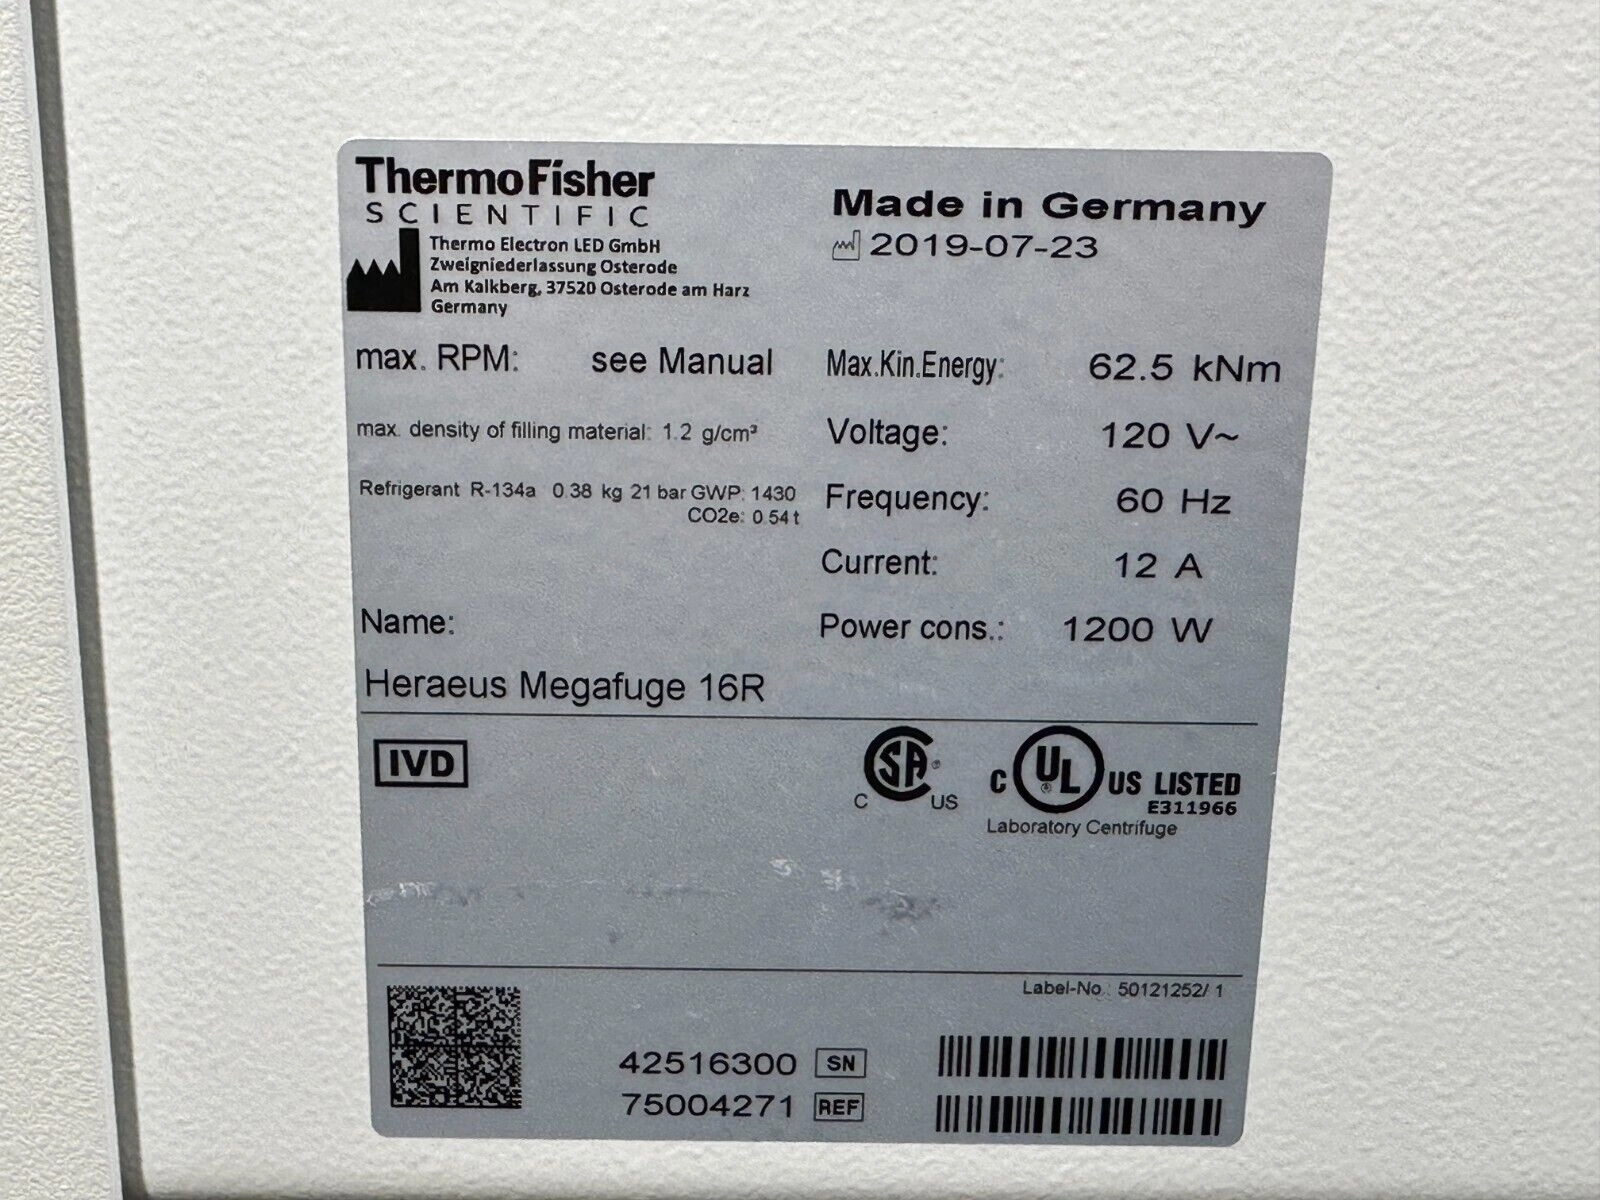 ThermoFisher
SCIENTIFIC
Thermo Electron LED GmbH
Zweigniederlassung Osterode
Am Kalkberg, 37520 Osterode am Harz
Germany
Made in Germany
2019-07-23
max. RPM: see Manual
Max.Kin.Energy: 62.5 kNm
max. density of filling material: 1.2 g/cm³
Voltage: 120 V~
Refrigerant R-134a 0.38 kg 21 bar GWP: 1430
CO2e: 0.54 t
Frequency: 60 Hz
Current: 12 A
Name:
Power cons.: 1200 W
Heraeus Megafuge 16R
IVD
SA®
C US
C UL® US LISTED
E311966
Laboratory Centrifuge
Label-No.: 50121252/ 1
42516300 SN
75004271 REF